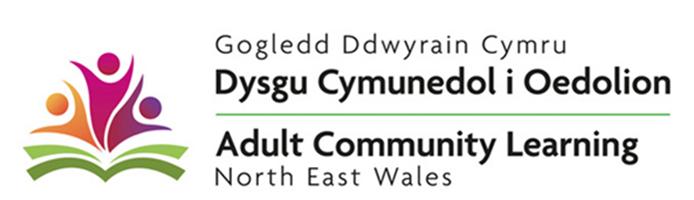 Gogledd Ddwyrain Cymru
Dysgu Cymunedol i Oedolion
Adult Community Learning
North East Wales